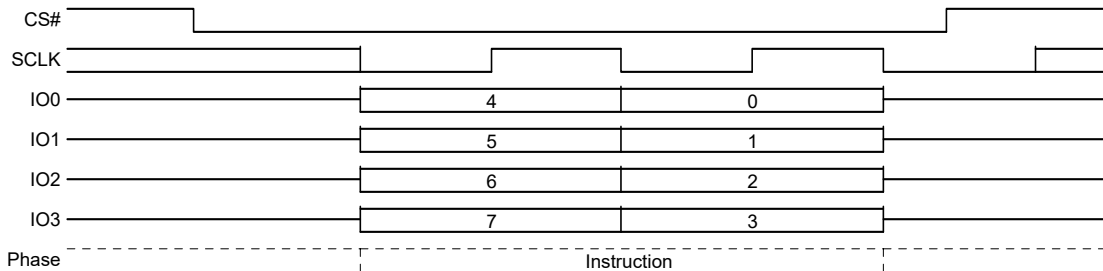 CS#
SCLK
IO0 4 0
IO1 5 1
IO2 6 2
IO3 7 3
Phase Instruction